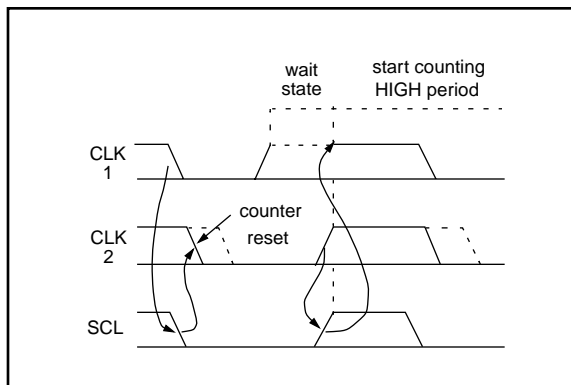 wait
state
start counting
HIGH period
CLK
1
counter
reset
CLK
2
SCL